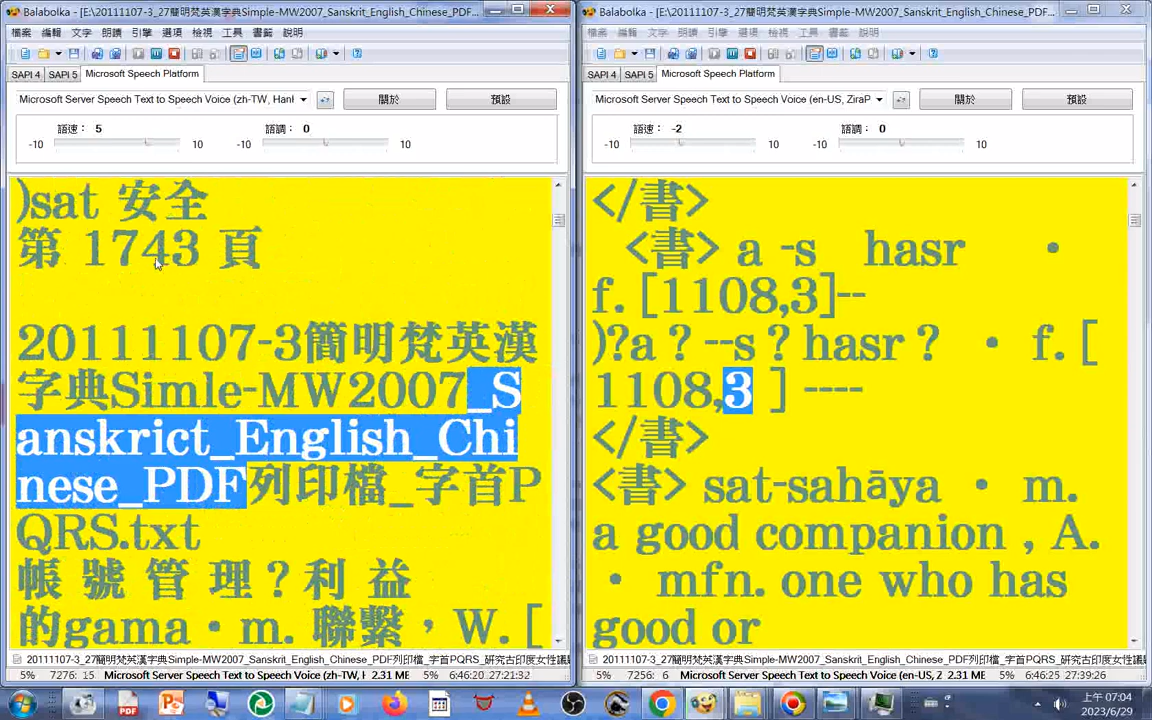 Balabolka - [E:\20111107-3_27簡明梵英漢字典Simple-MW2007_Sanskrit_English_Chinese_PDF...
檔案 編輯 文字 朗讀 引擎 選項 檢視 工具 書籤 說明
SAPI 4 SAPI 5 Microsoft Speech Platform
Microsoft Server Speech Text to Speech Voice (zh-TW, Hanl 關於 預設
語速： 5 語調： 0
-10 10 -10 10
)sat 安全
第 1743 頁
20111107-3簡明梵英漢
字典Simle-MW2007_S
anskrict_English_Chi
nese_PDF列印檔_字首P
QRS.txt
帳 號 管 理？利 益
的gama・m. 聯繫，W. [
20111107-3_27簡明梵英漢字典Simple-MW2007_Sanskrit_English_Chinese_PDF列印檔_字首PQRS_研究古印度女性議題
5% 7276: 15 Microsoft Server Speech Text to Speech Voice (zh-TW, H 2.31 ME 5% 6:46:20 27:21:32
Balabolka - [E:\20111107-3_27簡明梵英漢字典Simple-MW2007_Sanskrit_English_Chinese_PDF...
檔案 編輯 文字 朗讀 引擎 選項 檢視 工具 書籤 說明
SAPI 4 SAPI 5 Microsoft Speech Platform
Microsoft Server Speech Text to Speech Voice (en-US, ZiraP 關於 預設
語速： -2 語調： 0
-10 10 -10 10
</書>
<書> a -s hasr ・
f. [1108,3]--
)?a？--s？hasr？ ・ f. [
1108,3 ] ----
</書>
<書> sat-sahāya ・ m.
a good companion , A.
・ mfn. one who has
good or
20111107-3_27簡明梵英漢字典Simple-MW2007_Sanskrit_English_Chinese_PDF列印檔_字首PQRS_研究古印度女性議
5% 7256: 6 Microsoft Server Speech Text to Speech Voice (en-US, Z 2.31 ME 5% 6:46:25 27:39:26
上午 07:04
2023/6/29